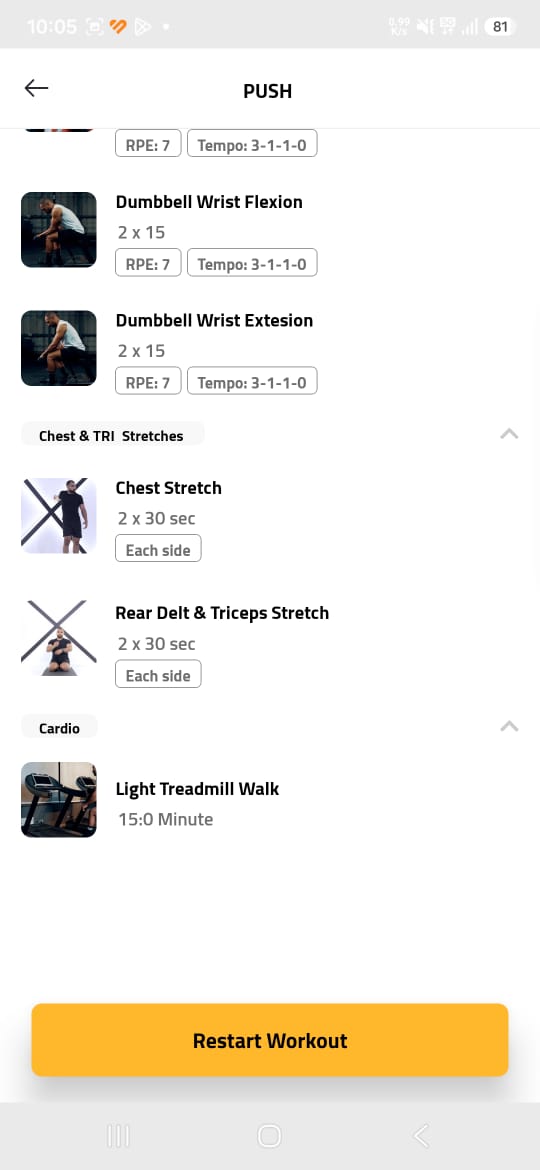 10:05
0.99
K/s
5G
81
PUSH
RPE: 7 Tempo: 3-1-1-0
Dumbbell Wrist Flexion
2 x 15
RPE: 7 Tempo: 3-1-1-0
Dumbbell Wrist Extesion
2 x 15
RPE: 7 Tempo: 3-1-1-0
Chest & TRI Stretches
Chest Stretch
2 x 30 sec
Each side
Rear Delt & Triceps Stretch
2 x 30 sec
Each side
Cardio
Light Treadmill Walk
15:0 Minute
Restart Workout